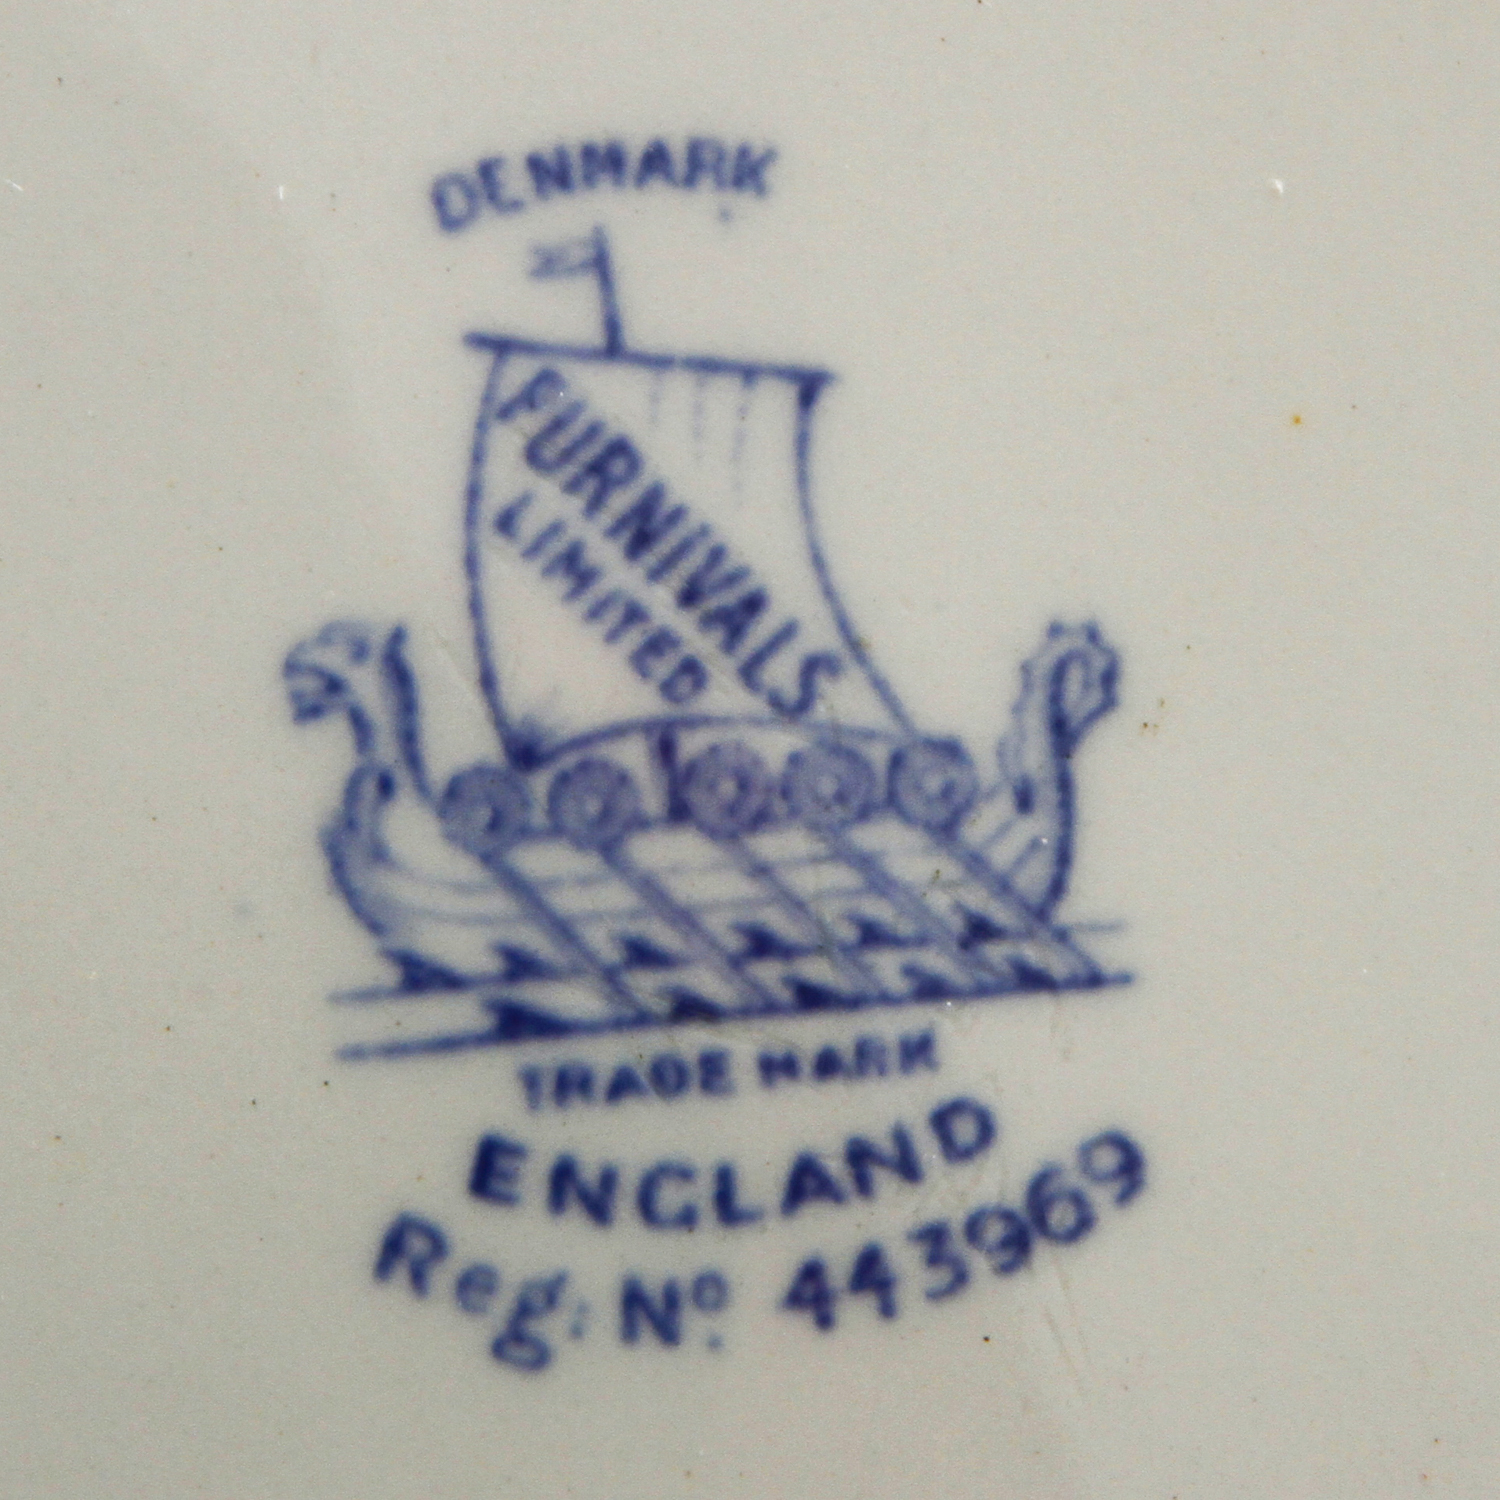 DENMARK
FURNIVALS
LIMITED
TRADE MARK
ENGLAND
Reg: Nº. 443969